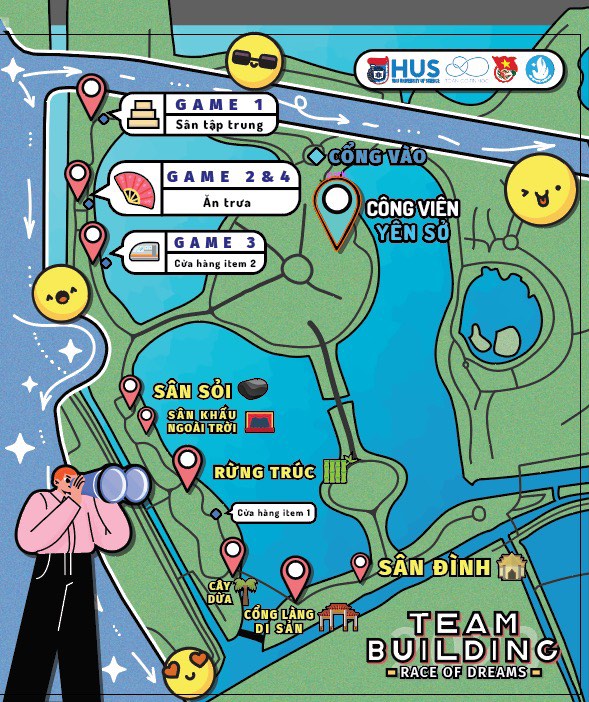 HUS
GAME 1
Sân tập trung
CỔNG VÀO
GAME 2&4
Ăn trưa
CÔNG VIÊN
YÊN SỞ
GAME 3
Cửa hàng item 2
SÂN SỎI
SÂN KHẤU
NGOÀI TRỜI
RỪNG TRÚC
Cửa hàng item 1
SÂN ĐÌNH
CÂY
DỪA
CỔNG LÀNG
DI SẢN
TEAM
BUILDING
RACE OF DREAMS